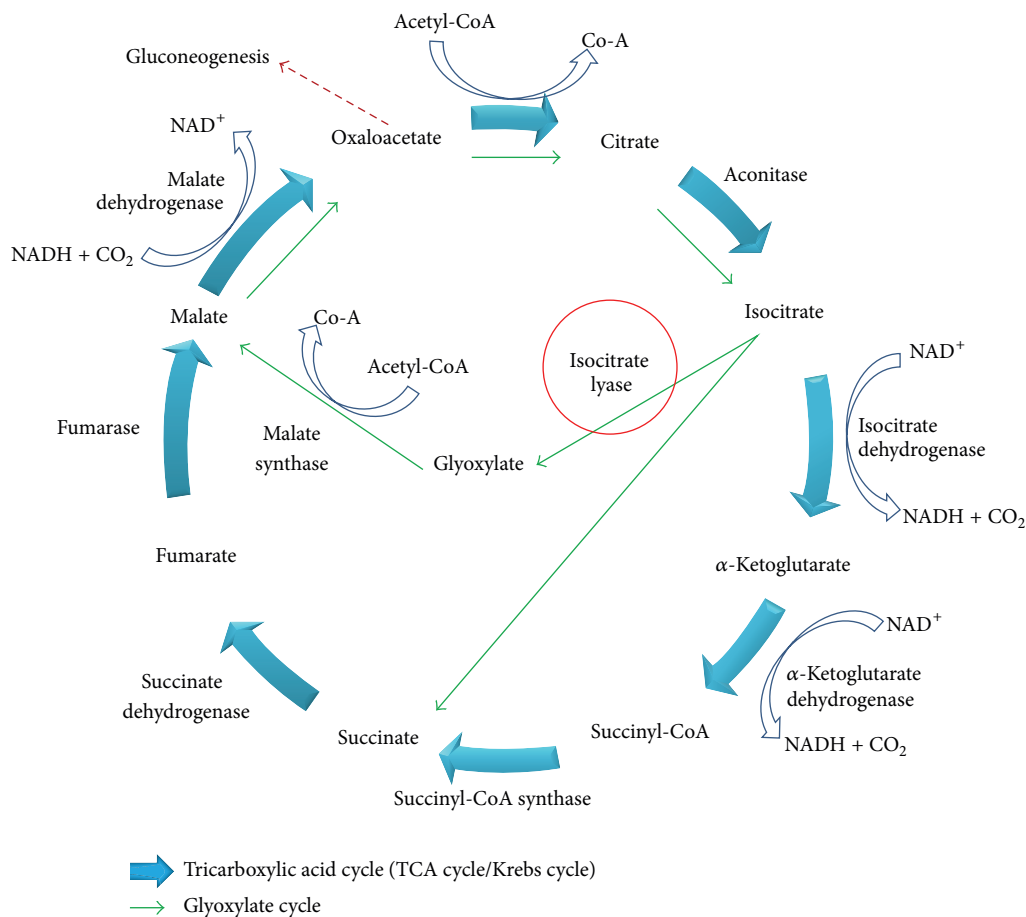 Acetyl-CoA
Co-A
Gluconeogenesis
NAD+
Oxaloacetate
Citrate
Malate
dehydrogenase
Aconitase
NADH + CO2
Malate
Co-A
Isocitrate
Acetyl-CoA
Isocitrate
lyase
NAD+
Fumarase
Malate
synthase
Glyoxylate
Isocitrate
dehydrogenase
NADH + CO2
Fumarate
α-Ketoglutarate
NAD+
Succinate
dehydrogenase
α-Ketoglutarate
dehydrogenase
Succinate
Succinyl-CoA
NADH + CO2
Succinyl-CoA synthase
Tricarboxylic acid cycle (TCA cycle/Krebs cycle)
Glyoxylate cycle